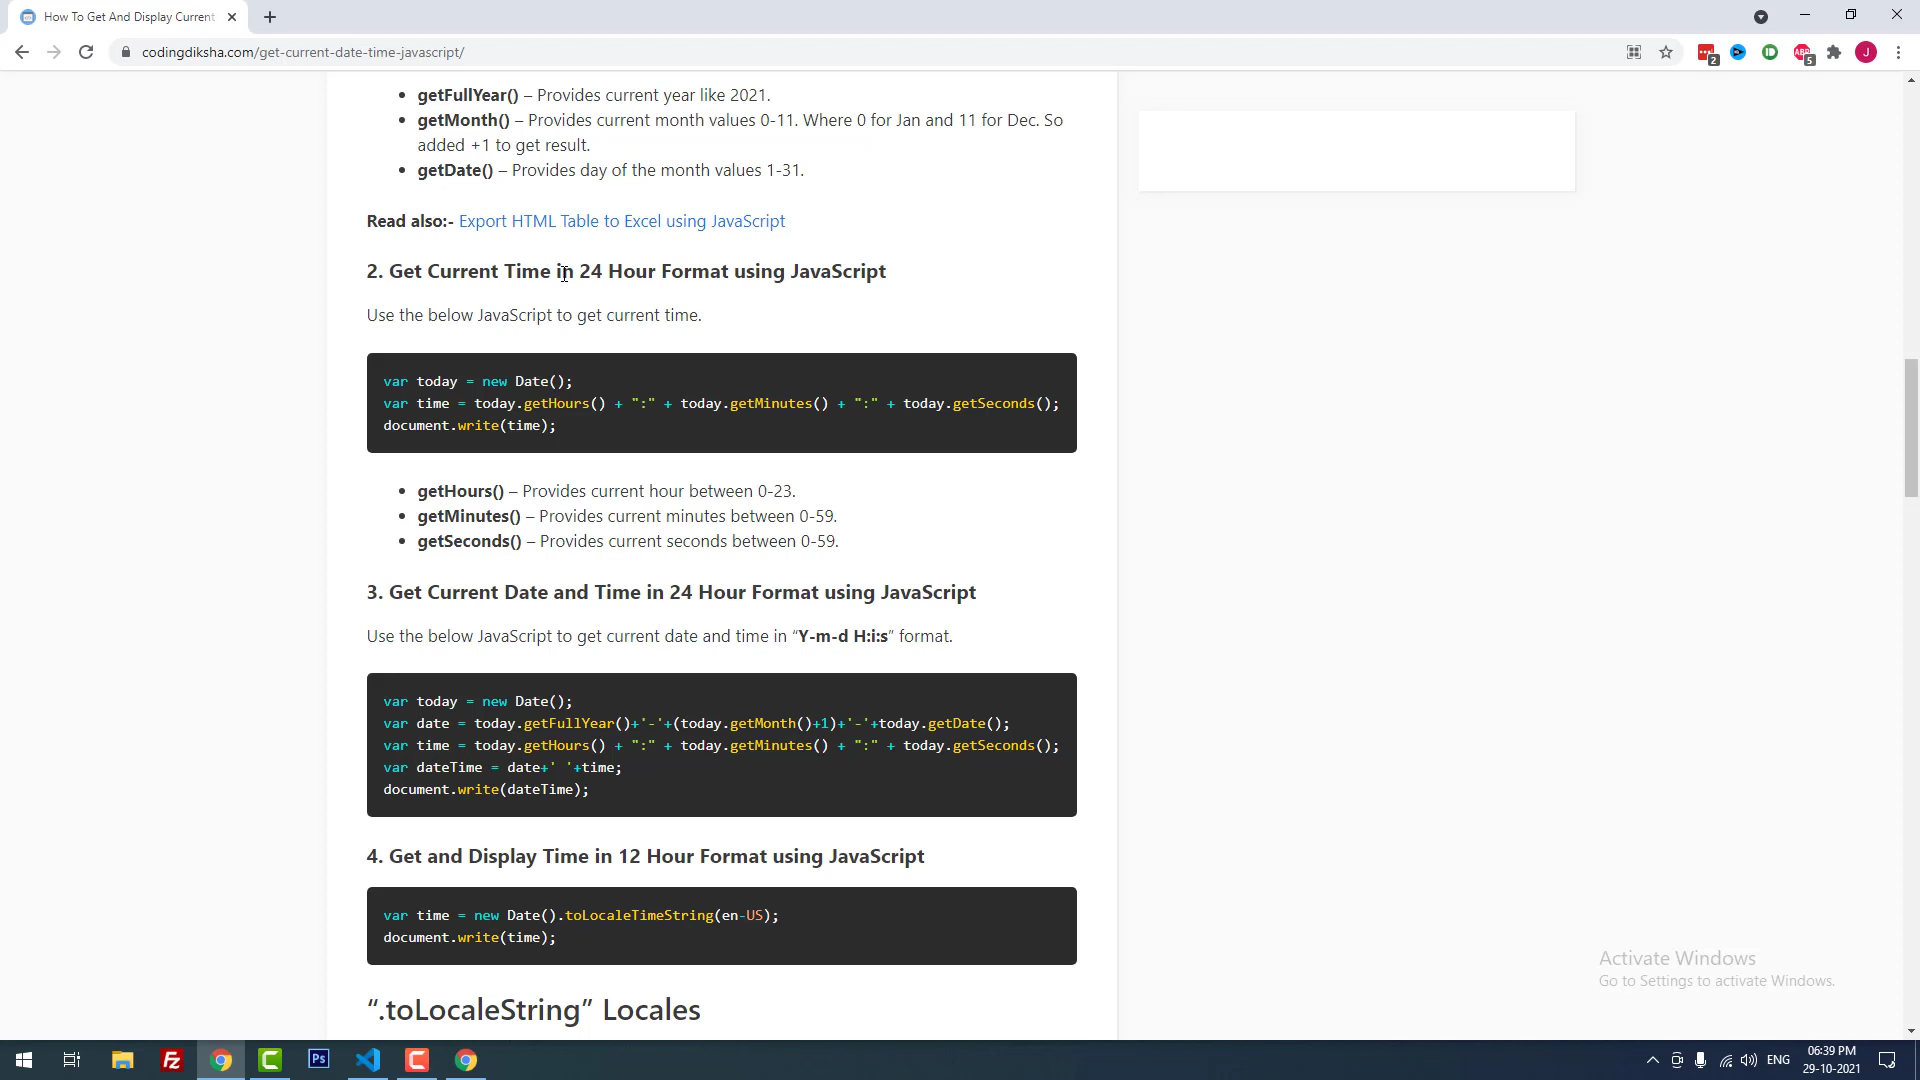 How To Get And Display Current
codingdiksha.com/get-current-date-time-javascript/
2
5
J
getFullYear() – Provides current year like 2021.
getMonth() – Provides current month values 0-11. Where 0 for Jan and 11 for Dec. So
added +1 to get result.
getDate() – Provides day of the month values 1-31.
Read also:- Export HTML Table to Excel using JavaScript
2. Get Current Time in 24 Hour Format using JavaScript
Use the below JavaScript to get current time.
var today = new Date();
var time = today.getHours() + ":" + today.getMinutes() + ":" + today.getSeconds();
document.write(time);
getHours() – Provides current hour between 0-23.
getMinutes() – Provides current minutes between 0-59.
getSeconds() – Provides current seconds between 0-59.
3. Get Current Date and Time in 24 Hour Format using JavaScript
Use the below JavaScript to get current date and time in “Y-m-d H:i:s” format.
var today = new Date();
var date = today.getFullYear()+'-'+(today.getMonth()+1)+'-'+today.getDate();
var time = today.getHours() + ":" + today.getMinutes() + ":" + today.getSeconds();
var dateTime = date+' '+time;
document.write(dateTime);
4. Get and Display Time in 12 Hour Format using JavaScript
var time = new Date().toLocaleTimeString(en-US);
document.write(time);
“.toLocaleString” Locales
Activate Windows
Go to Settings to activate Windows.
Fz
C
Ps
C
ENG
06:39 PM
29-10-2021